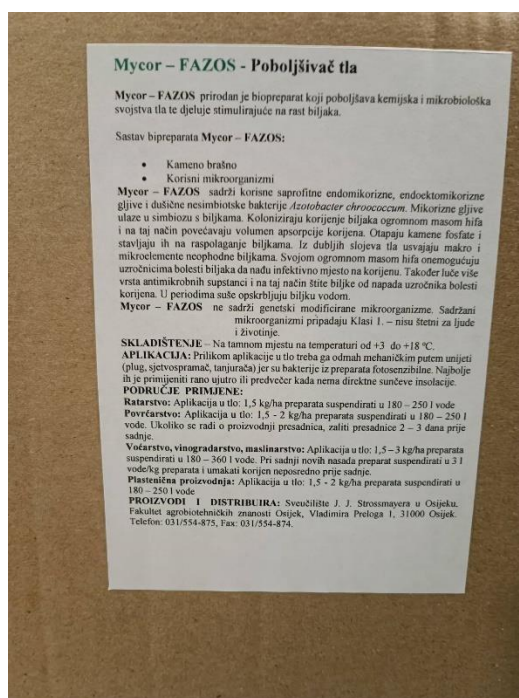 Mycor – FAZOS - Poboljšivač tla
Mycor – FAZOS prirodan je biopreparat koji poboljšava kemijska i mikrobiološka
svojstva tla te djeluje stimulirajuće na rast biljaka.
Sastav bipreparata Mycor – FAZOS:
• Kameno brašno
• Korisni mikroorganizmi
Mycor – FAZOS sadrži korisne saprofitne endomikorizne, endoektomikorizne
gljive i dušične nesimbiotske bakterije Azotobacter chroococcum. Mikorizne gljive
ulaze u simbiozu s biljkama. Koloniziraju korijenje biljaka ogromnom masom hifa
i na taj način povećavaju volumen apsorpcije korijena. Otapaju kamene fosfate i
stavljaju ih na raspolaganje biljkama. Iz dubljih slojeva tla usvajaju makro i
mikroelemente neophodne biljkama. Svojom ogromnom masom hifa onemogućuju
uzročnicima bolesti biljaka da nađu infektivno mjesto na korijenu. Također luče više
vrsta antimikrobnih supstanci i na taj način štite biljke od napada uzročnika bolesti
korijena. U periodima suše opskrbljuju biljku vodom.
Mycor – FAZOS ne sadrži genetski modificirane mikroorganizme. Sadržani
mikroorganizmi pripadaju Klasi 1. – nisu štetni za ljude
i životinje.
SKLADIŠTENJE – Na tamnom mjestu na temperaturi od +3 do +18 ºC.
APLIKACIJA: Prilikom aplikacije u tlo treba ga odmah mehaničkim putem unijeti
(plug, sjetvospremač, tanjurača) jer su bakterije iz preparata fotosenzibilne. Najbolje
ih je primijeniti rano ujutro ili predvečer kada nema direktne sunčeve insolacije.
PODRUČJE PRIMJENE:
Ratarstvo: Aplikacija u tlo: 1,5 kg/ha preparata suspendirati u 180 – 250 l vode
Povrćarstvo: Aplikacija u tlo: 1,5 - 2 kg/ha preparata suspendirati u 180 – 250 l
vode. Ukoliko se radi o proizvodnji presadnica, zaliti presadnice 2 – 3 dana prije
sadnje.
Voćarstvo, vinogradarstvo, maslinarstvo: Aplikacija u tlo: 1,5 – 3 kg/ha preparata
suspendirati u 180 – 360 l vode. Pri sadnji novih nasada preparat suspendirati u 3 l
vode/kg preparata i umakati korijen neposredno prije sadnje.
Plastenična proizvodnja: Aplikacija u tlo: 1,5 - 2 kg/ha preparata suspendirati u
180 – 250 l vode
PROIZVODI I DISTRIBUIRA: Sveučilište J. J. Strossmayera u Osijeku,
Fakultet agrobiotehničkih znanosti Osijek, Vladimira Preloga 1, 31000 Osijek.
Telefon: 031/554-875, Fax: 031/554-874.